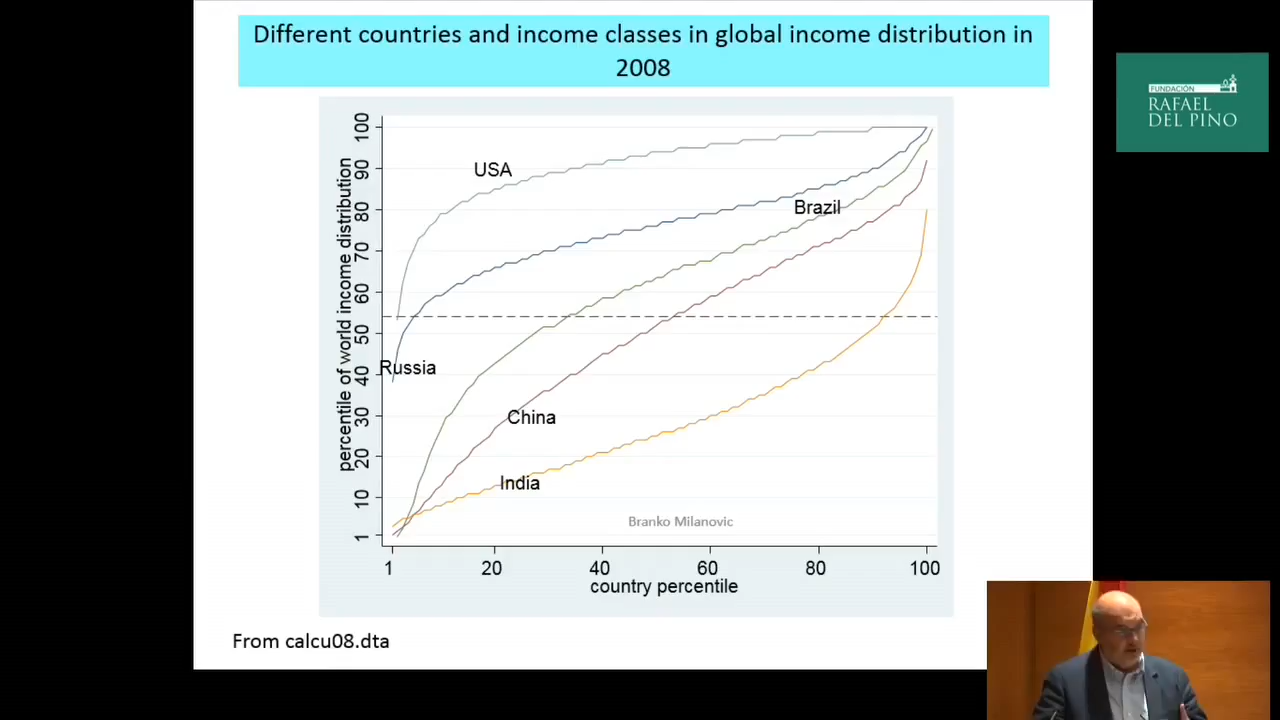 Different countries and income classes in global income distribution in
2008
FUNDACIÓN
RAFAEL
DEL PINO
percentile of world income distribution
100
90
80
70
60
50
40
30
20
10
1
USA
Brazil
Russia
China
India
Branko Milanovic
1 20 40 60 80 100
country percentile
From calcu08.dta